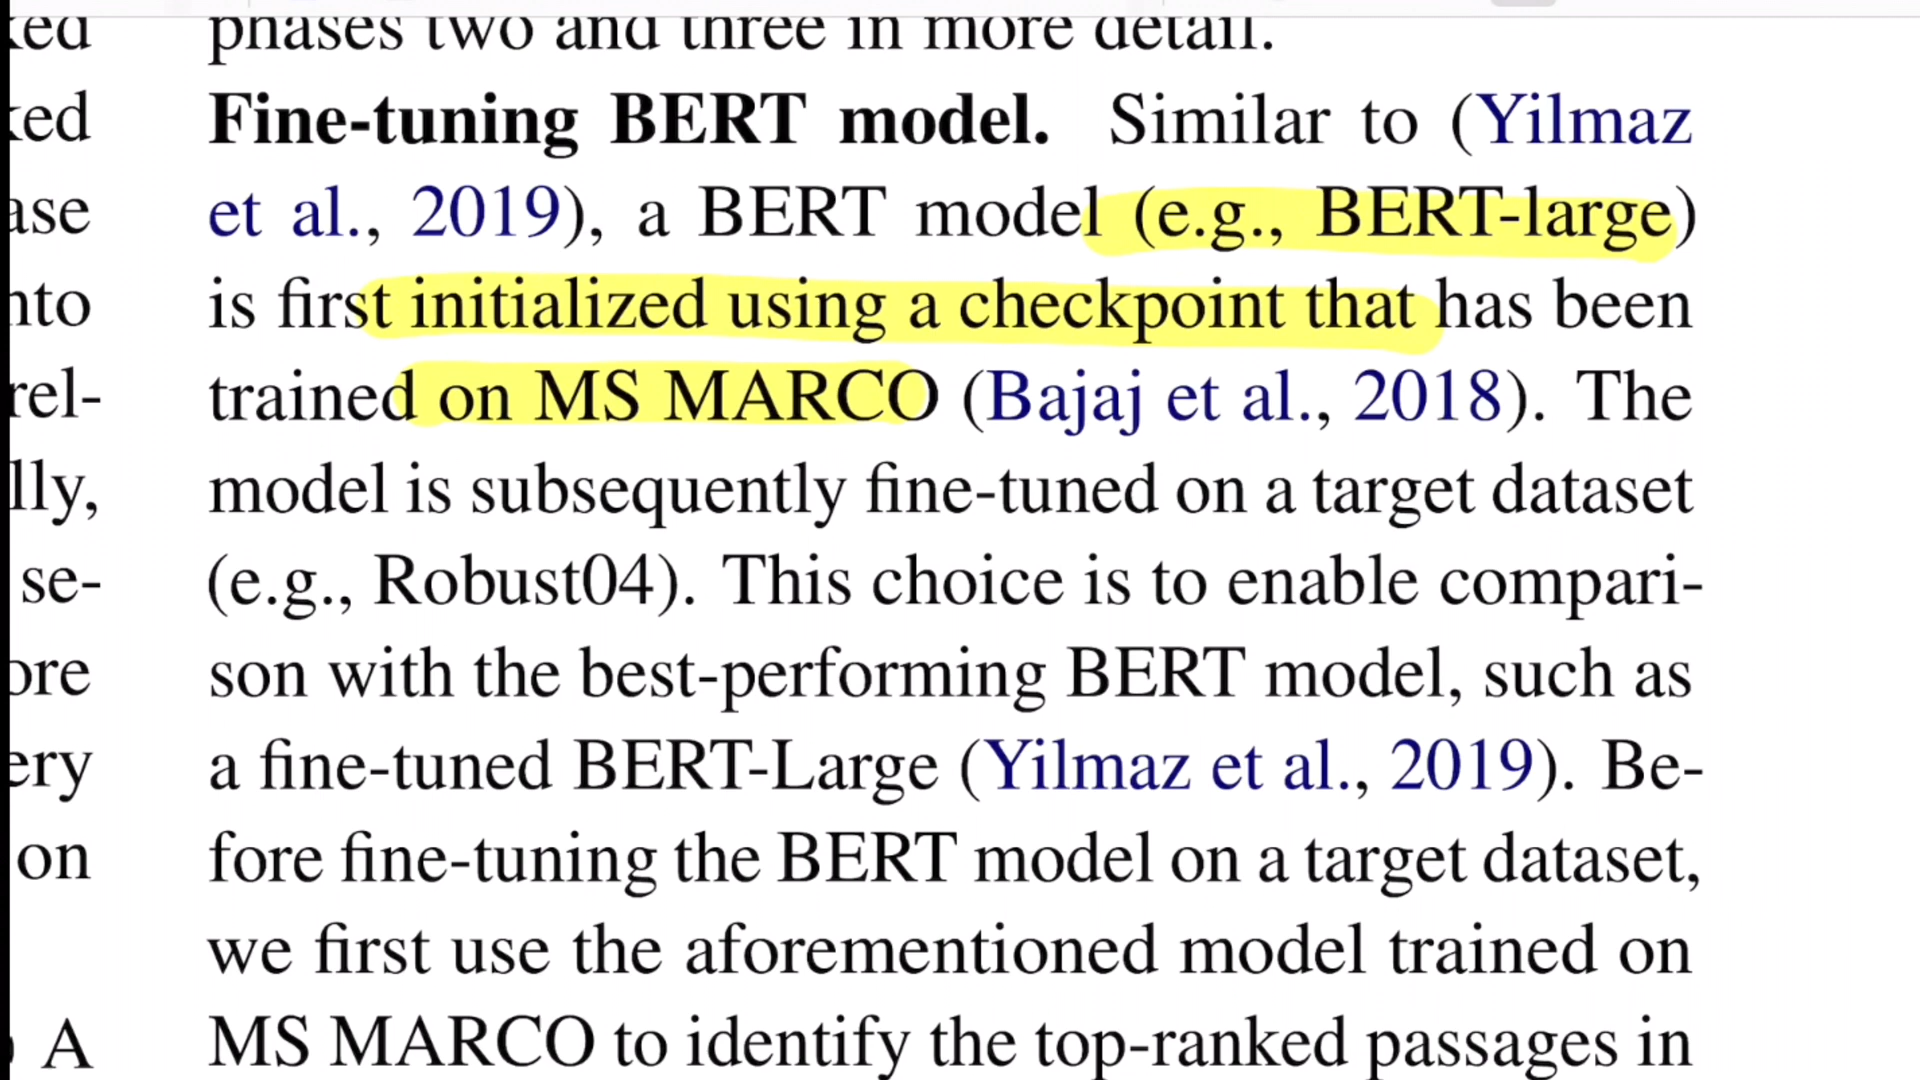 phases two and three in more detail.
Fine-tuning BERT model. Similar to (Yilmaz
et al., 2019), a BERT model (e.g., BERT-large)
is first initialized using a checkpoint that has been
trained on MS MARCO (Bajaj et al., 2018). The
model is subsequently fine-tuned on a target dataset
(e.g., Robust04). This choice is to enable compari-
son with the best-performing BERT model, such as
a fine-tuned BERT-Large (Yilmaz et al., 2019). Be-
fore fine-tuning the BERT model on a target dataset,
we first use the aforementioned model trained on
MS MARCO to identify the top-ranked passages in